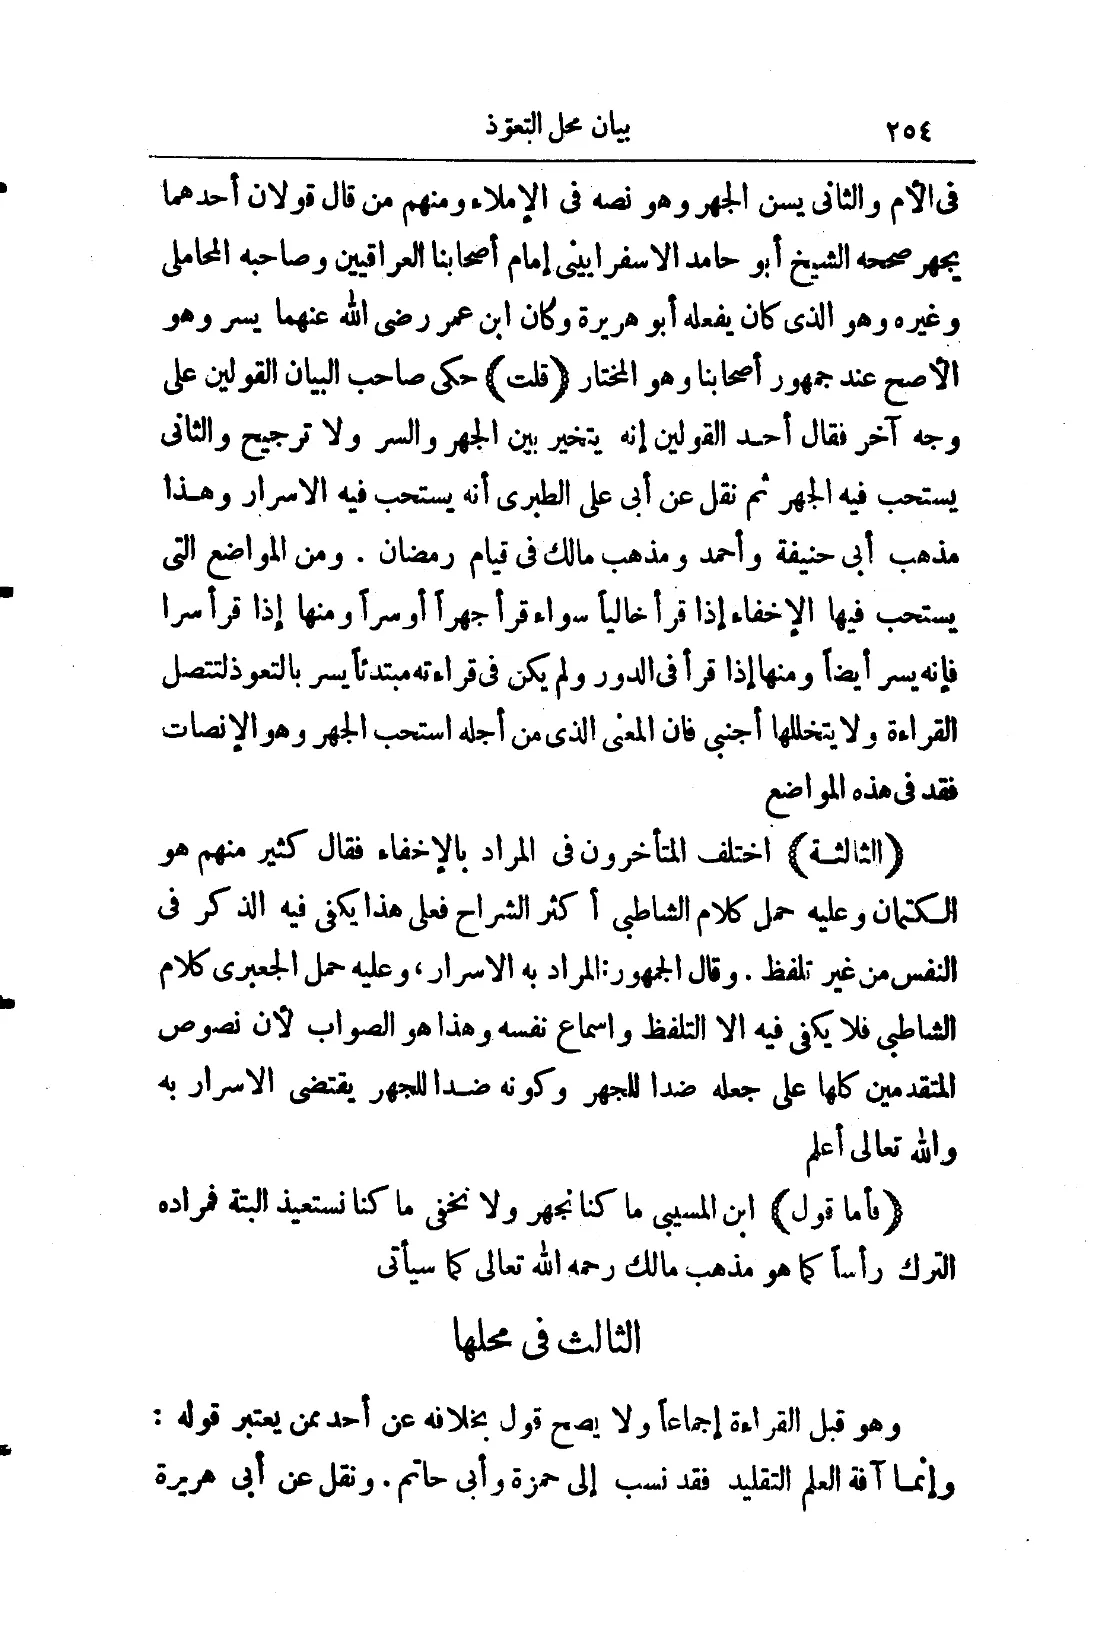 ٢٥٤ بيان محل التعوّذ
فى الأم والثانى يسن الجهر وهو نصه فى الإملاء ومنهم من قال قولان أحدهما
يجهر صححه الشيخ أبو حامد الاسفراينى إمام أصحابنا العراقيين وصاحبه المحاملى
وغيره وهو الذى كان يفعله أبو هريرة وكان ابن عمر رضى الله عنهما يسر وهو
الأصح عند جمهور أصحابنا وهو المختار (قلت) حكى صاحب البيان القولين على
وجه آخر فقال أحد القولين إنه يتخير بين الجهر والسر ولا ترجيح والثانى
يستحب فيه الجهر ثم نقل عن أبى على الطبرى أنه يستحب فيه الاسرار وهذا
مذهب أبى حنيفة وأحمد ومذهب مالك فى قيام رمضان . ومن المواضع التى
يستحب فيها الإخفاء إذا قرأ خالياً سواء قرأ جهراً أو سراً ومنها إذا قرأ سرا
فإنه يسر أيضاً ومنها إذا قرأ فى الدور ولم يكن فى قراءته مبتدئاً يسر بالتعوذ لتتصل
القراءة ولا يتخللها أجنبي فان المعنى الذى من أجله استحب الجهر وهو الإنصات
فقد فى هذه المواضع
(الثالثة) اختلف المتأخرون فى المراد بالإخفاء فقال كثير منهم هو
الكتمان وعليه حمل كلام الشاطبي أكثر الشراح فعلى هذا يكفى فيه الذكر فى
النفس من غير تلفظ . وقال الجمهور: المراد به الاسرار، وعليه حمل الجعبرى كلام
الشاطبي فلا يكفى فيه الا التلفظ واسماع نفسه وهذا هو الصواب لأن نصوص
المتقدمين كلها على جعله ضدا للجهر وكونه ضدا للجهر يقتضى الاسرار به
والله تعالى أعلم
(فأما قول) ابن المسيبي ما كنا نجهر ولا نخفى ما كنا نستعيذ البتة فمراده
الترك رأساً كما هو مذهب مالك رحمه الله تعالى كما سيأتى
الثالث فى محلها
وهو قبل القراءة إجماعاً ولا يصح قول بخلافه عن أحد ممن يعتبر قوله :
وإنما آفة العلم التقليد فقد نسب إلى حمزة وأبى حاتم . ونقل عن أبى هريرة